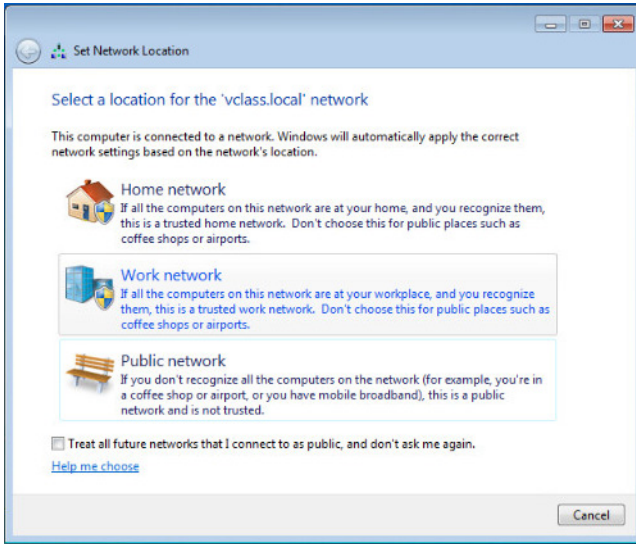 Set Network Location
Select a location for the 'vclass.local' network
This computer is connected to a network. Windows will automatically apply the correct
network settings based on the network's location.
Home network
If all the computers on this network are at your home, and you recognize them,
this is a trusted home network. Don't choose this for public places such as
coffee shops or airports.
Work network
If all the computers on this network are at your workplace, and you recognize
them, this is a trusted work network. Don't choose this for public places such as
coffee shops or airports.
Public network
If you don't recognize all the computers on the network (for example, you're in
a coffee shop or airport, or you have mobile broadband), this is a public
network and is not trusted.
Treat all future networks that I connect to as public, and don't ask me again.
Help me choose
Cancel